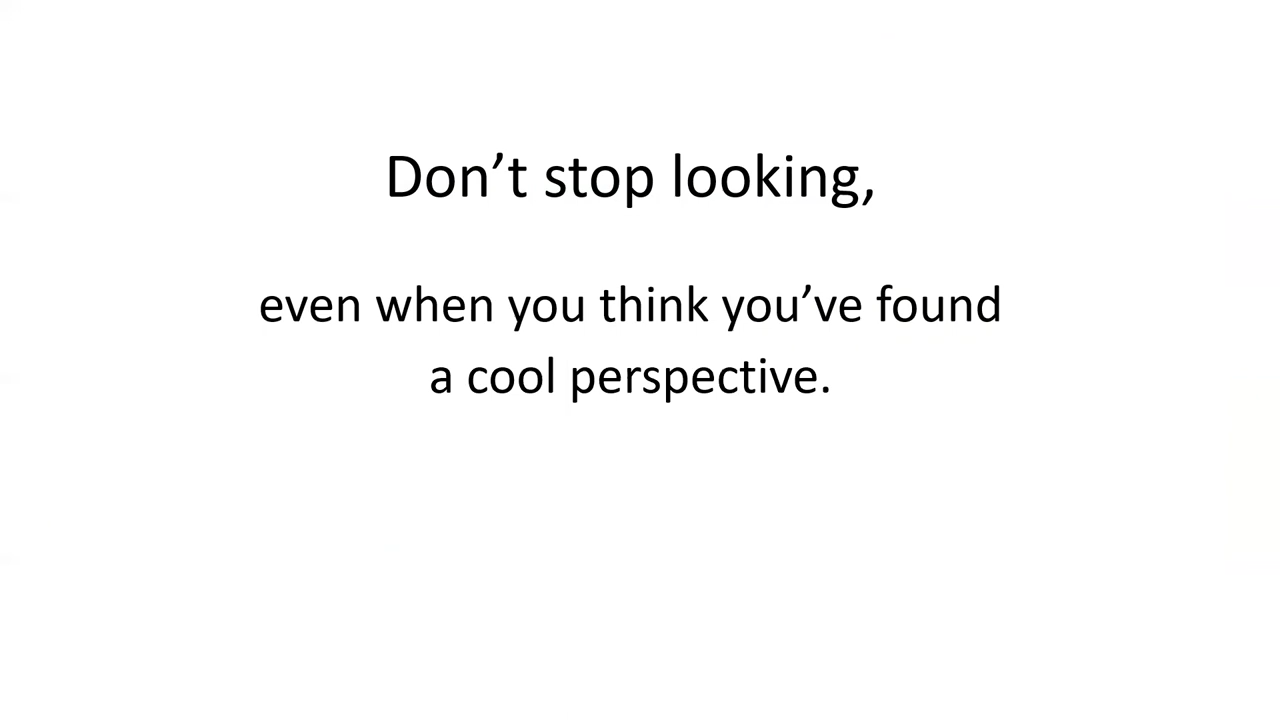 Don’t stop looking,
even when you think you’ve found
a cool perspective.